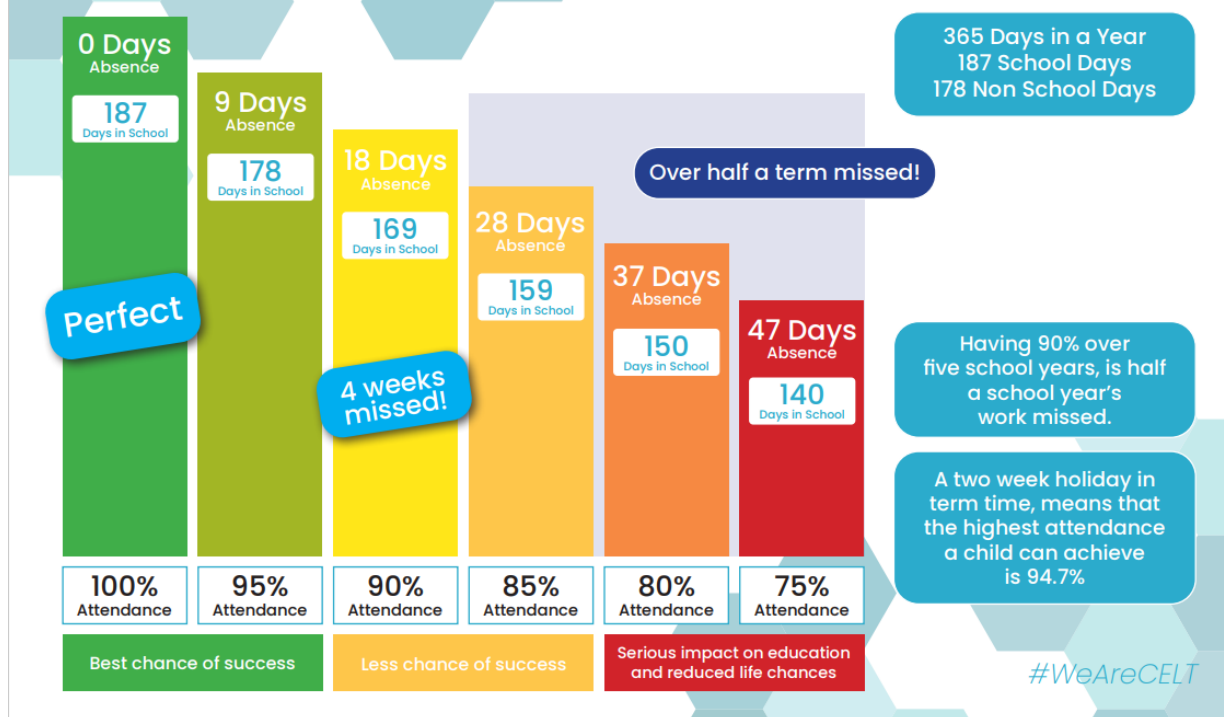 0 Days
Absence
187
Days in School
9 Days
Absence
178
Days in School
18 Days
Absence
169
Days in School
28 Days
Absence
159
Days in School
37 Days
Absence
150
Days in School
47 Days
Absence
140
Days in School
Perfect
4 weeks
missed!
Over half a term missed!
100%
Attendance
95%
Attendance
90%
Attendance
85%
Attendance
80%
Attendance
75%
Attendance
Best chance of success
Less chance of success
Serious impact on education
and reduced life chances
365 Days in a Year
187 School Days
178 Non School Days
Having 90% over
five school years, is half
a school year’s
work missed.
A two week holiday in
term time, means that
the highest attendance
a child can achieve
is 94.7%
#WeAreCELT